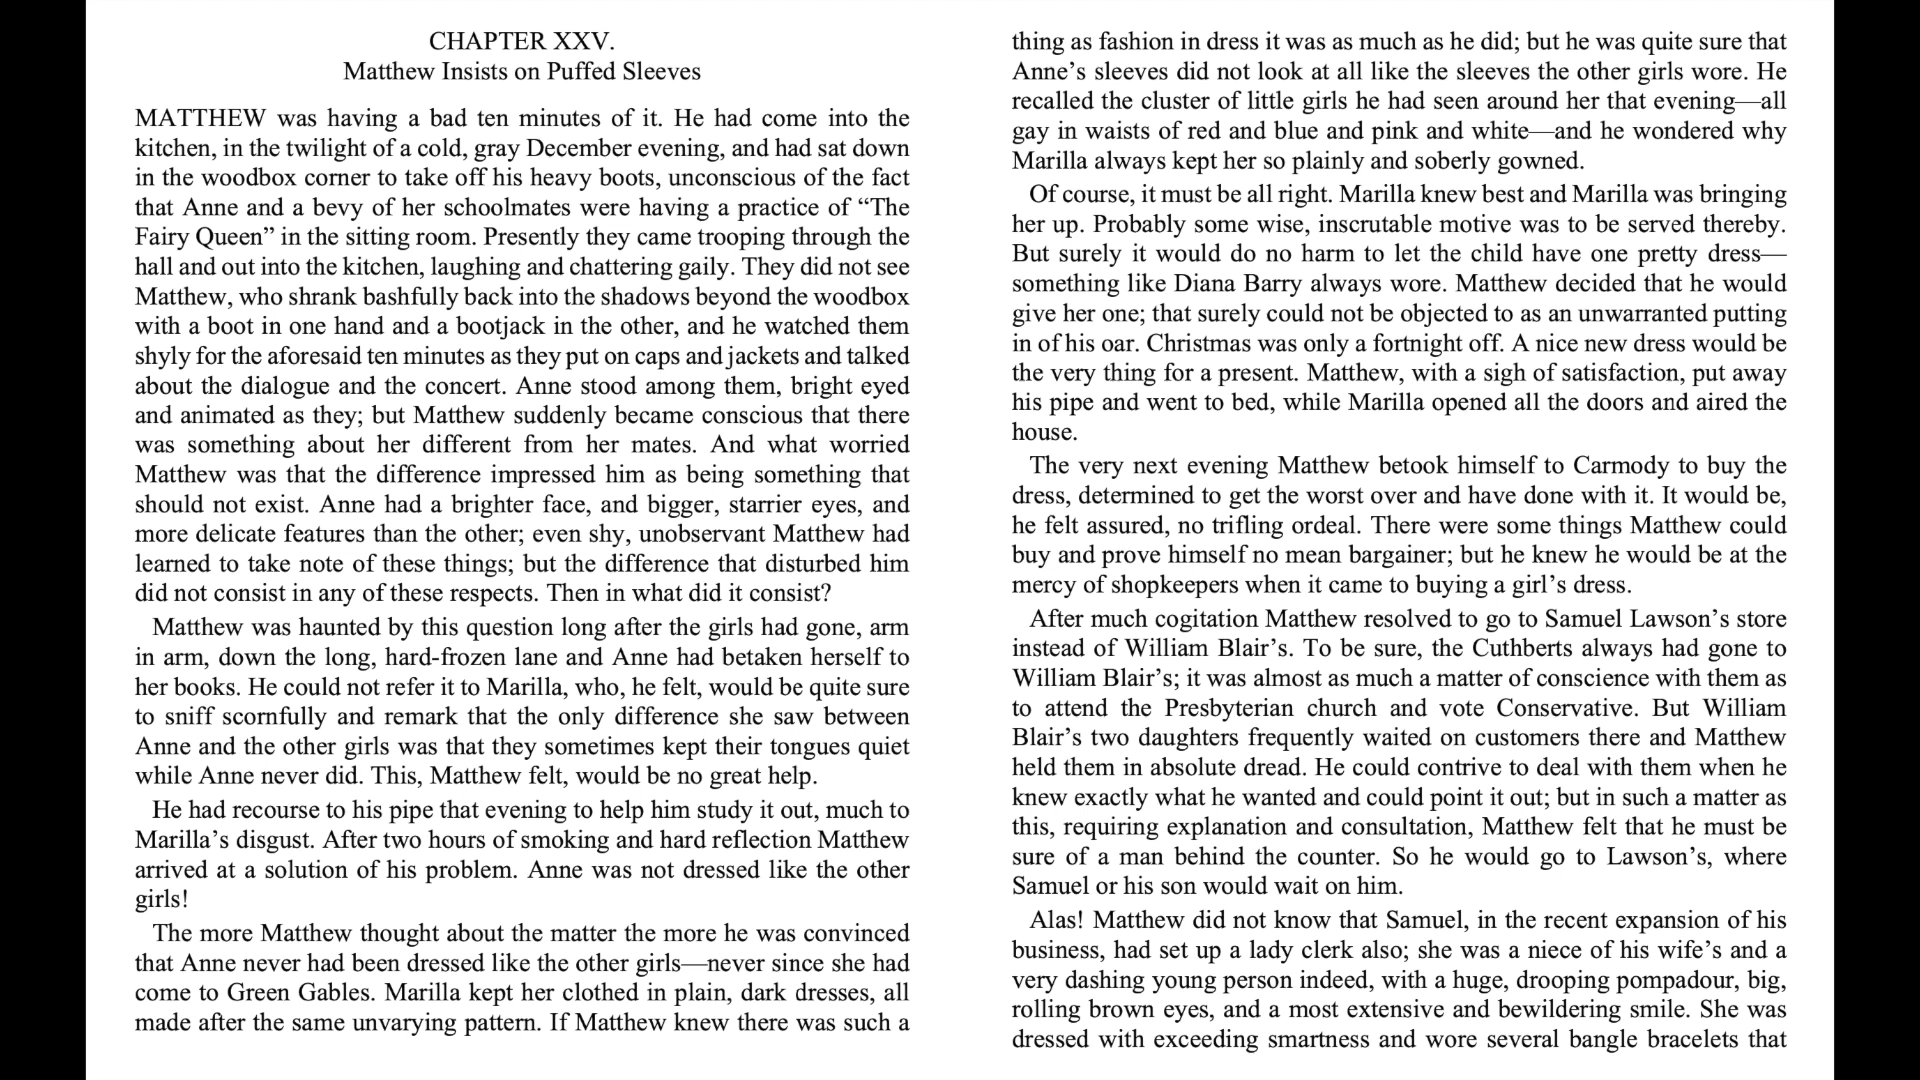 CHAPTER XXV.
Matthew Insists on Puffed Sleeves
MATTHEW was having a bad ten minutes of it. He had come into the
kitchen, in the twilight of a cold, gray December evening, and had sat down
in the woodbox corner to take off his heavy boots, unconscious of the fact
that Anne and a bevy of her schoolmates were having a practice of “The
Fairy Queen” in the sitting room. Presently they came trooping through the
hall and out into the kitchen, laughing and chattering gaily. They did not see
Matthew, who shrank bashfully back into the shadows beyond the woodbox
with a boot in one hand and a bootjack in the other, and he watched them
shyly for the aforesaid ten minutes as they put on caps and jackets and talked
about the dialogue and the concert. Anne stood among them, bright eyed
and animated as they; but Matthew suddenly became conscious that there
was something about her different from her mates. And what worried
Matthew was that the difference impressed him as being something that
should not exist. Anne had a brighter face, and bigger, starrier eyes, and
more delicate features than the other; even shy, unobservant Matthew had
learned to take note of these things; but the difference that disturbed him
did not consist in any of these respects. Then in what did it consist?
Matthew was haunted by this question long after the girls had gone, arm
in arm, down the long, hard-frozen lane and Anne had betaken herself to
her books. He could not refer it to Marilla, who, he felt, would be quite sure
to sniff scornfully and remark that the only difference she saw between
Anne and the other girls was that they sometimes kept their tongues quiet
while Anne never did. This, Matthew felt, would be no great help.
He had recourse to his pipe that evening to help him study it out, much to
Marilla’s disgust. After two hours of smoking and hard reflection Matthew
arrived at a solution of his problem. Anne was not dressed like the other
girls!
The more Matthew thought about the matter the more he was convinced
that Anne never had been dressed like the other girls—never since she had
come to Green Gables. Marilla kept her clothed in plain, dark dresses, all
made after the same unvarying pattern. If Matthew knew there was such a
thing as fashion in dress it was as much as he did; but he was quite sure that
Anne’s sleeves did not look at all like the sleeves the other girls wore. He
recalled the cluster of little girls he had seen around her that evening—all
gay in waists of red and blue and pink and white—and he wondered why
Marilla always kept her so plainly and soberly gowned.
Of course, it must be all right. Marilla knew best and Marilla was bringing
her up. Probably some wise, inscrutable motive was to be served thereby.
But surely it would do no harm to let the child have one pretty dress—
something like Diana Barry always wore. Matthew decided that he would
give her one; that surely could not be objected to as an unwarranted putting
in of his oar. Christmas was only a fortnight off. A nice new dress would be
the very thing for a present. Matthew, with a sigh of satisfaction, put away
his pipe and went to bed, while Marilla opened all the doors and aired the
house.
The very next evening Matthew betook himself to Carmody to buy the
dress, determined to get the worst over and have done with it. It would be,
he felt assured, no trifling ordeal. There were some things Matthew could
buy and prove himself no mean bargainer; but he knew he would be at the
mercy of shopkeepers when it came to buying a girl’s dress.
After much cogitation Matthew resolved to go to Samuel Lawson’s store
instead of William Blair’s. To be sure, the Cuthberts always had gone to
William Blair’s; it was almost as much a matter of conscience with them as
to attend the Presbyterian church and vote Conservative. But William
Blair’s two daughters frequently waited on customers there and Matthew
held them in absolute dread. He could contrive to deal with them when he
knew exactly what he wanted and could point it out; but in such a matter as
this, requiring explanation and consultation, Matthew felt that he must be
sure of a man behind the counter. So he would go to Lawson’s, where
Samuel or his son would wait on him.
Alas! Matthew did not know that Samuel, in the recent expansion of his
business, had set up a lady clerk also; she was a niece of his wife’s and a
very dashing young person indeed, with a huge, drooping pompadour, big,
rolling brown eyes, and a most extensive and bewildering smile. She was
dressed with exceeding smartness and wore several bangle bracelets that